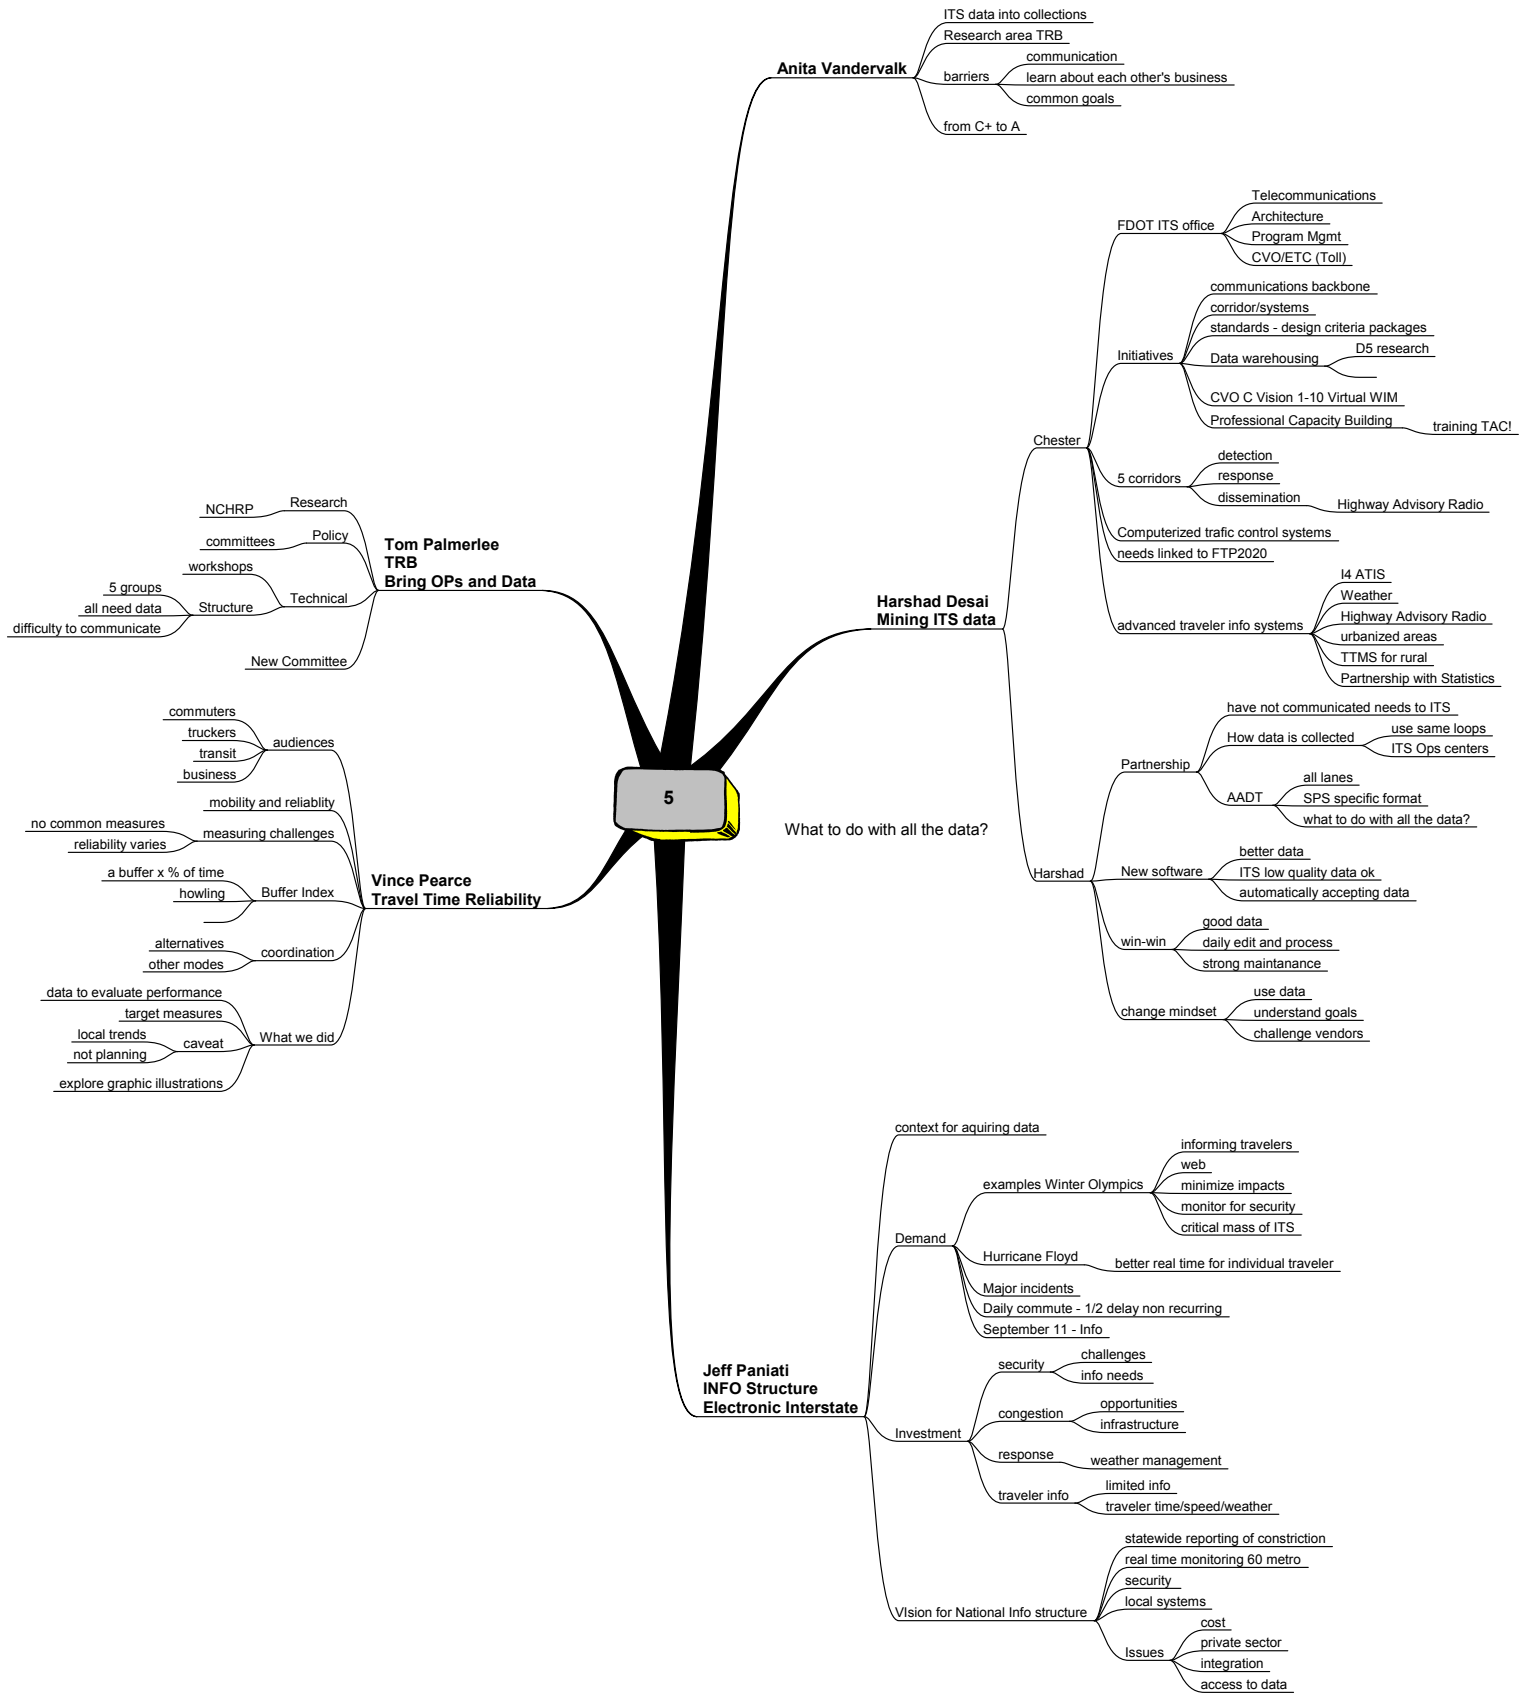 Anita Vandervalk
ITS data into collections
Research area TRB
barriers
communication
learn about each other's business
common goals
from C+ to A
Harshad Desai
Mining ITS data
Chester
FDOT ITS office
Telecommunications
Architecture
Program Mgmt
CVO/ETC (Toll)
Initiatives
communications backbone
corridor/systems
standards - design criteria packages
Data warehousing
D5 research
CVO C Vision 1-10 Virtual WIM
Professional Capacity Building
training TAC!
5 corridors
detection
response
dissemination
Highway Advisory Radio
Computerized trafic control systems
needs linked to FTP2020
advanced traveler info systems
I4 ATIS
Weather
Highway Advisory Radio
urbanized areas
TTMS for rural
Partnership with Statistics
Harshad
Partnership
have not communicated needs to ITS
How data is collected
use same loops
ITS Ops centers
AADT
all lanes
SPS specific format
what to do with all the data?
New software
better data
ITS low quality data ok
automatically accepting data
win-win
good data
daily edit and process
strong maintanance
change mindset
use data
understand goals
challenge vendors
Tom Palmerlee
TRB
Bring OPs and Data
Research
NCHRP
Policy
committees
Technical
workshops
Structure
5 groups
all need data
difficulty to communicate
New Committee
5
What to do with all the data?
Vince Pearce
Travel Time Reliability
audiences
commuters
truckers
transit
business
mobility and reliablity
measuring challenges
no common measures
reliability varies
Buffer Index
a buffer x % of time
howling
coordination
alternatives
other modes
What we did
data to evaluate performance
target measures
caveat
local trends
not planning
explore graphic illustrations
Jeff Paniati
INFO Structure
Electronic Interstate
context for aquiring data
Demand
examples Winter Olympics
informing travelers
web
minimize impacts
monitor for security
critical mass of ITS
Hurricane Floyd
better real time for individual traveler
Major incidents
Daily commute - 1/2 delay non recurring
September 11 - Info
Investment
security
challenges
info needs
congestion
opportunities
infrastructure
response
weather management
traveler info
limited info
traveler time/speed/weather
VIsion for National Info structure
statewide reporting of constriction
real time monitoring 60 metro
security
local systems
Issues
cost
private sector
integration
access to data